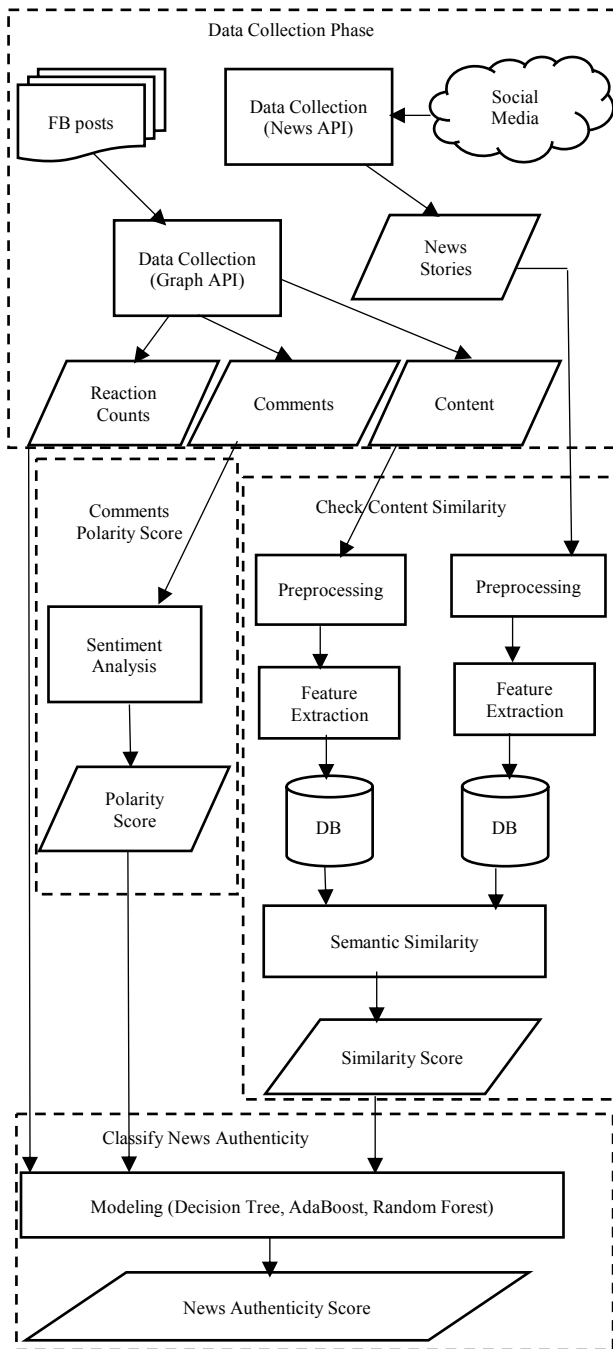 Data Collection Phase
FB posts
Data Collection
(News API)
Social
Media
Data Collection
(Graph API)
News
Stories
Reaction
Counts
Comments
Content
Comments
Polarity Score
Check Content Similarity
Preprocessing
Preprocessing
Sentiment
Analysis
Feature
Extraction
Feature
Extraction
Polarity
Score
DB
DB
Semantic Similarity
Similarity Score
Classify News Authenticity
Modeling (Decision Tree, AdaBoost, Random Forest)
News Authenticity Score